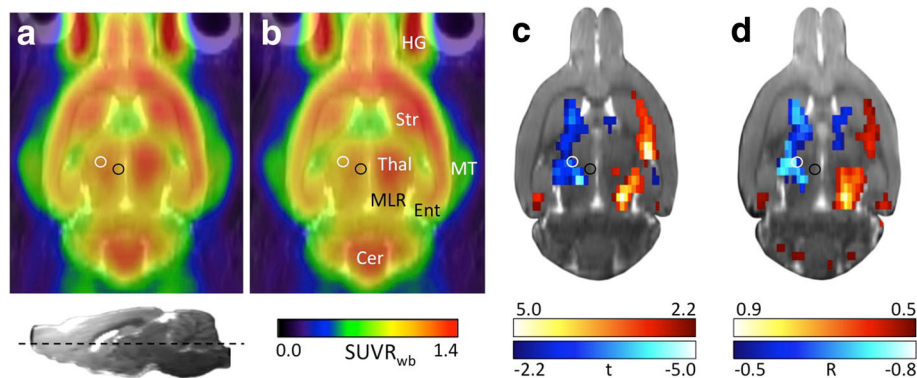 a
b
c
d
HG
Str
Thal
MT
MLR
Ent
Cer
0.0 SUVRwb 1.4
5.0 2.2
-2.2 t -5.0
0.9 0.5
-0.5 R -0.8